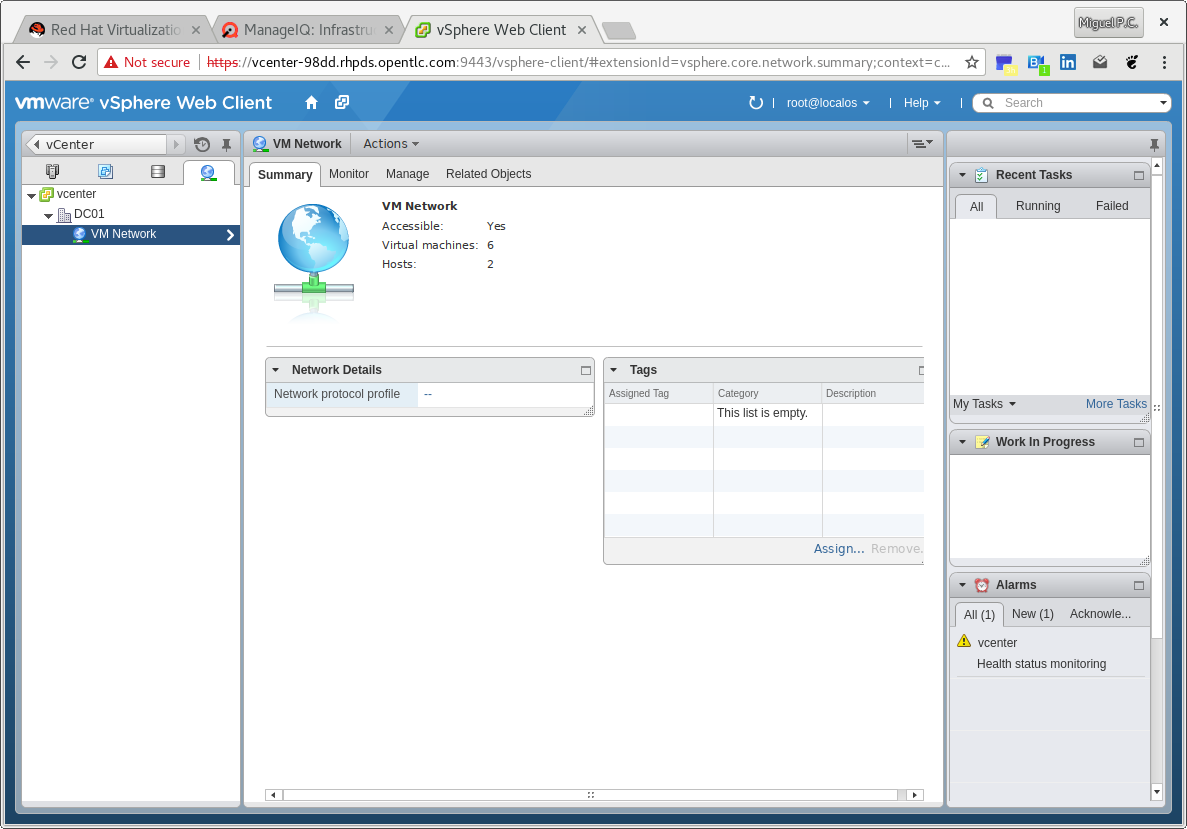 Miguel P.C.
Red Hat Virtualizatio
ManageIQ: Infrastru
vSphere Web Client
Not secure
https://vcenter-98dd.rhpds.opentlc.com:9443/vsphere-client/#extensionId=vsphere.core.network.summary;context=c...
1
vmware® vSphere Web Client
root@localos
Help
Search
vCenter
VM Network
Actions
vcenter
DC01
VM Network
Summary
Monitor
Manage
Related Objects
VM Network
Accessible: Yes
Virtual machines: 6
Hosts: 2
Network Details
Network protocol profile --
Tags
Assigned Tag Category Description
This list is empty.
Assign... Remove.
Recent Tasks
All Running Failed
My Tasks More Tasks
Work In Progress
Alarms
All (1) New (1) Acknowle...
vcenter
Health status monitoring